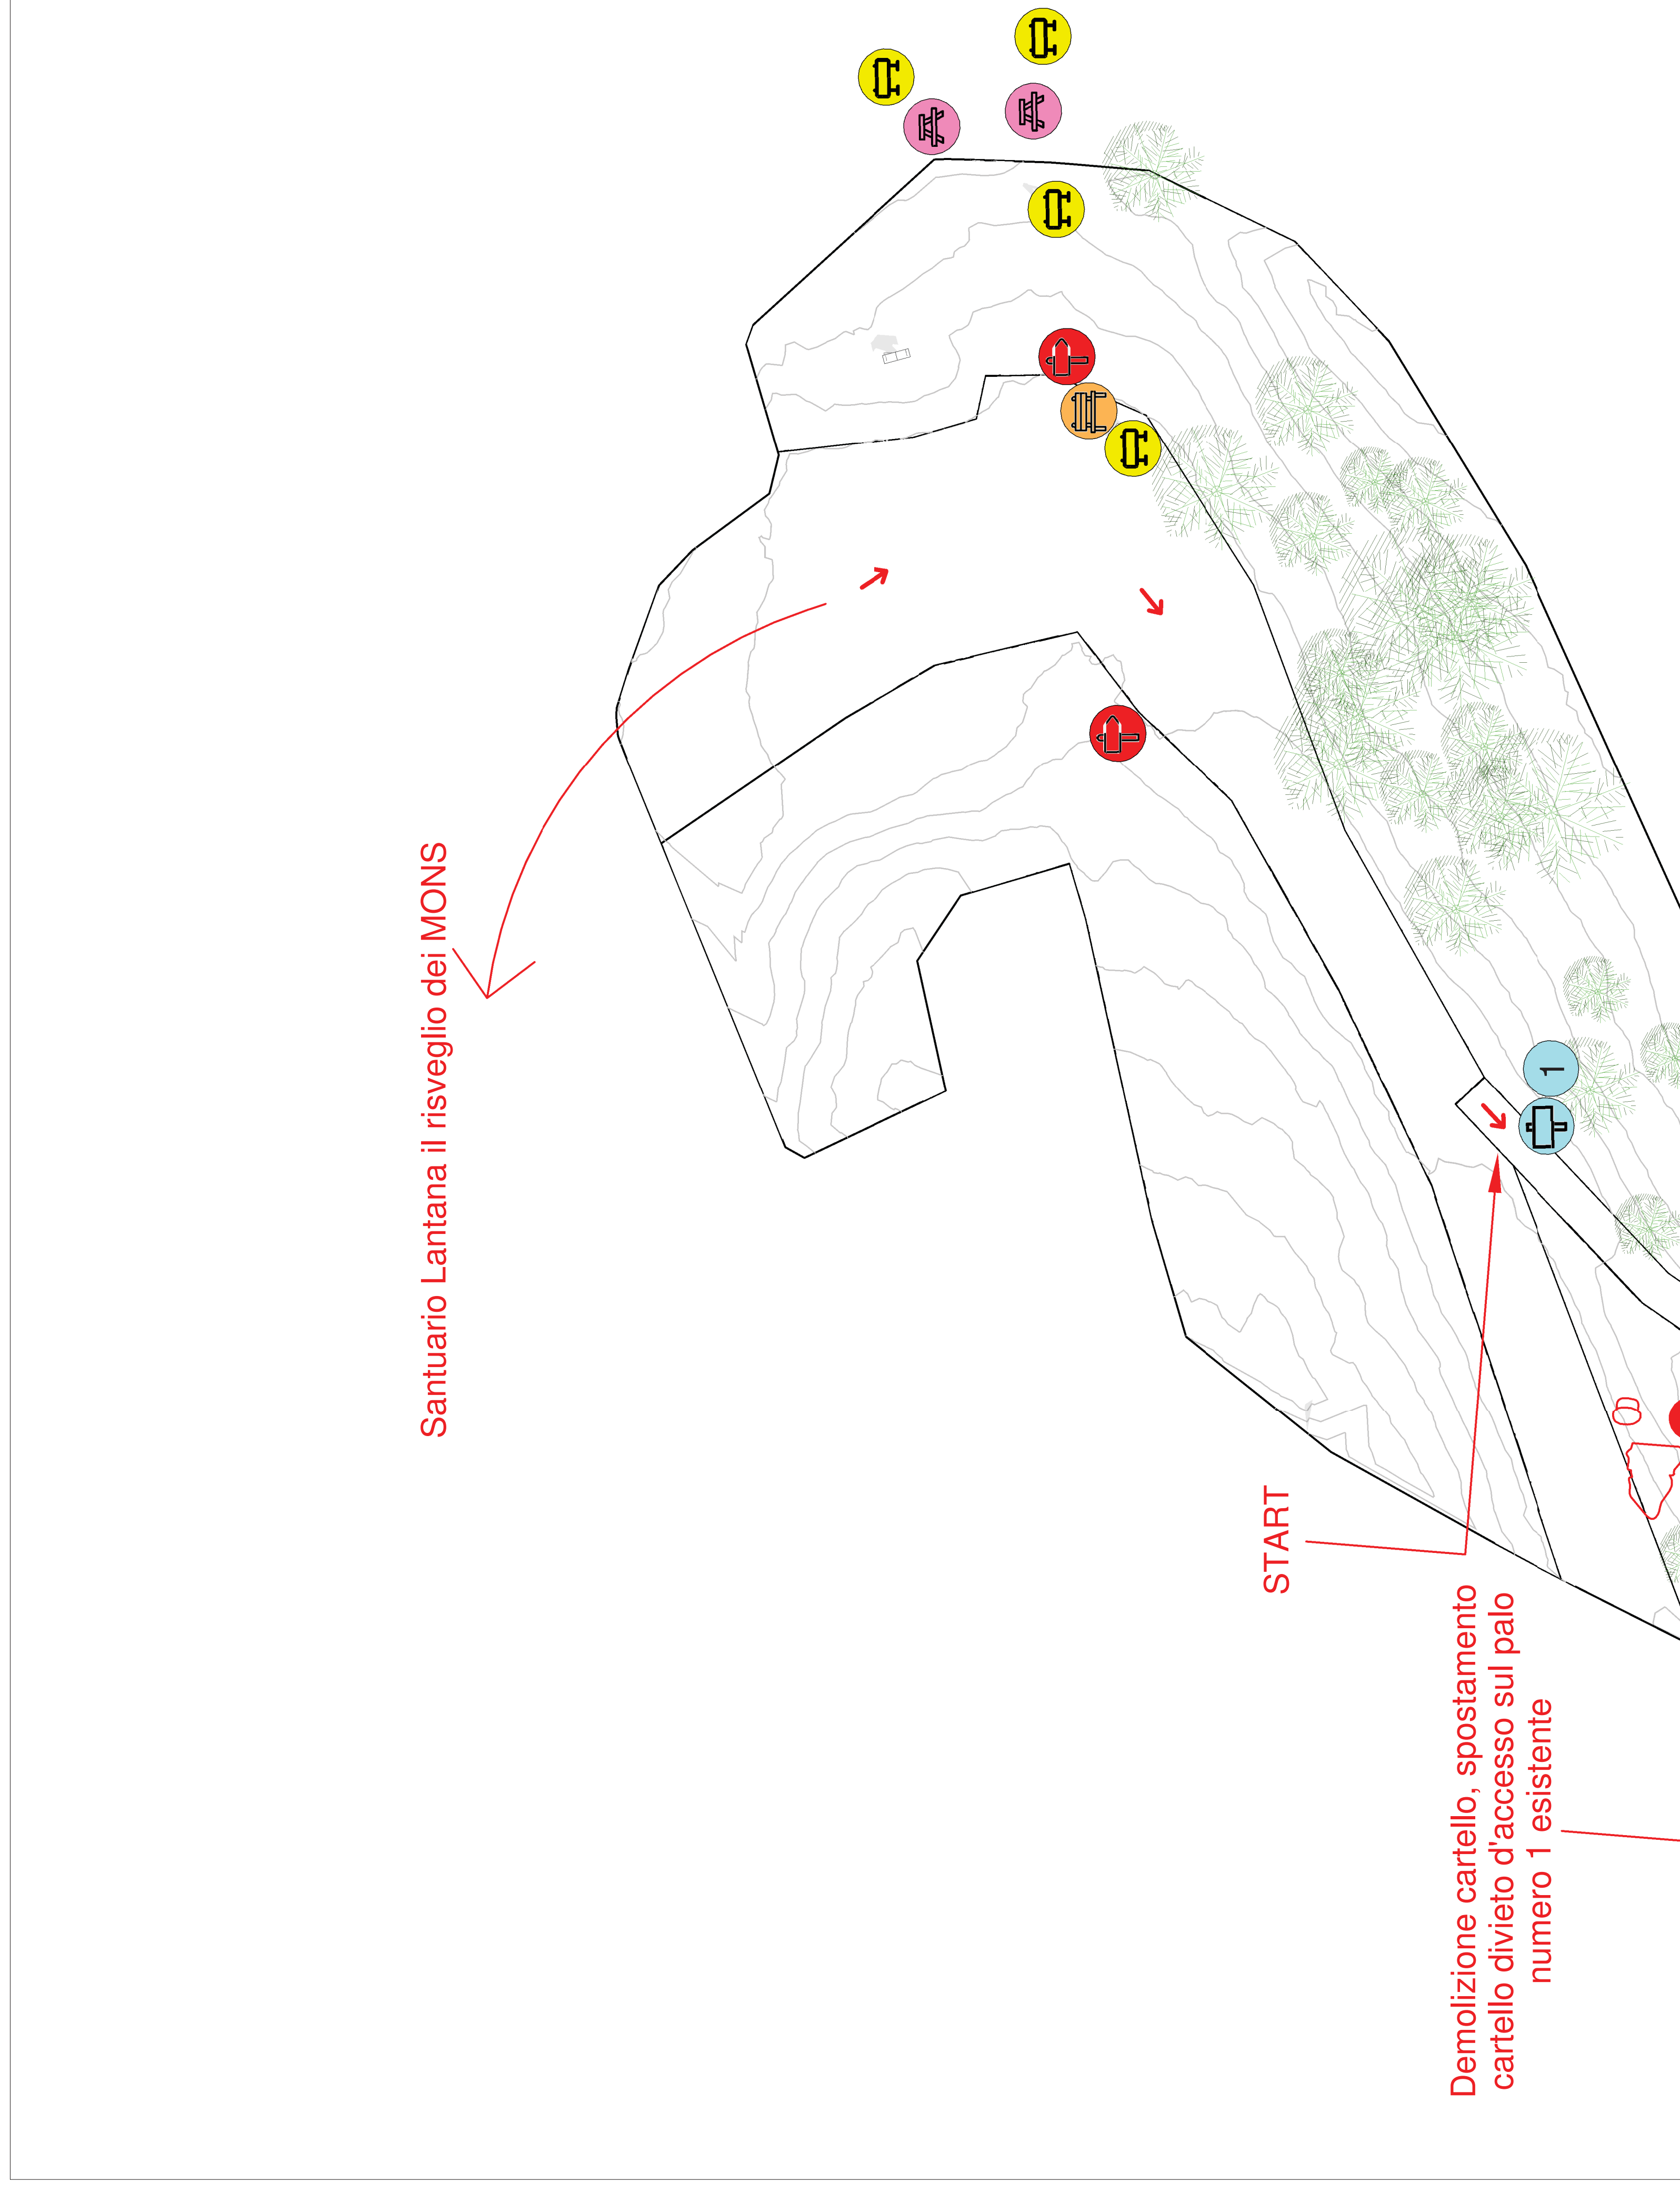 Santuario Lantana il risveglio dei MONS
START
Demolizione cartello, spostamento
cartello divieto d'accesso sul palo
numero 1 esistente
1